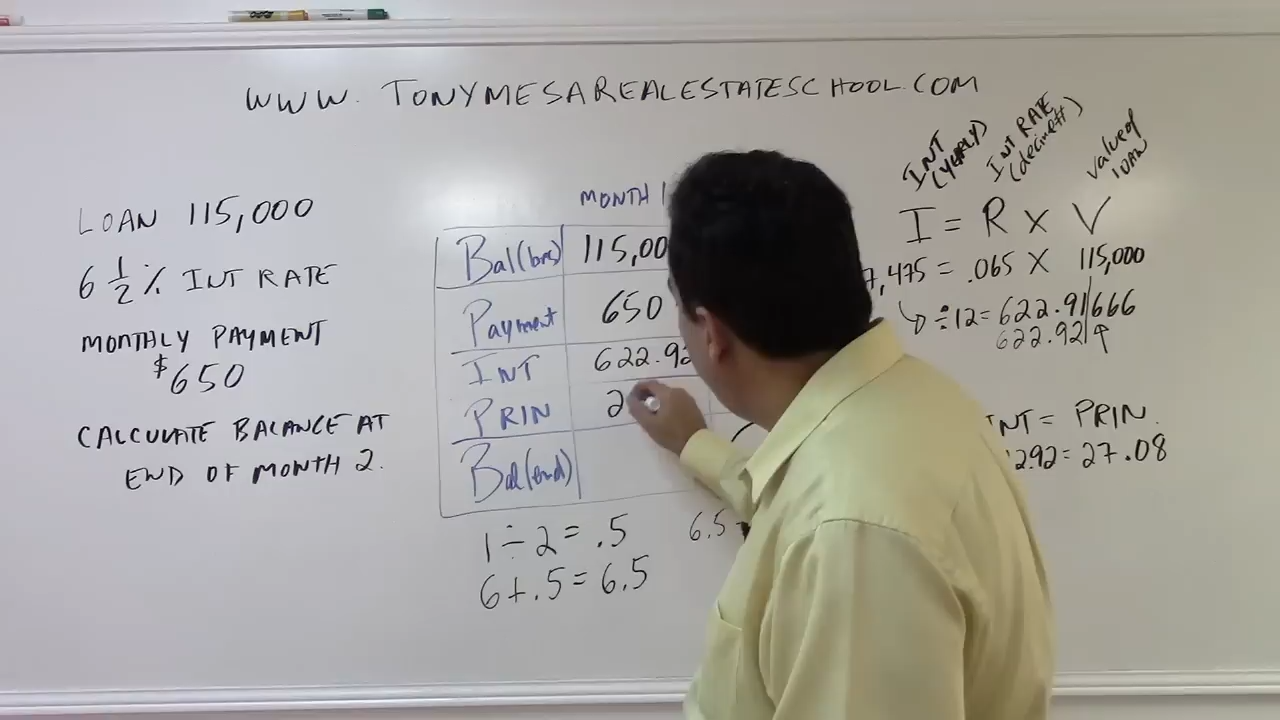 WWW. TONYMESAREALESTATESCHOOL.COM
LOAN 115,000
6 1/2 % INT RATE
MONTHLY PAYMENT
$650
CALCULATE BALANCE AT
END OF MONTH 2.
MONTH 1
Bal(beg) 115,00
Payment 650
INT 622.92
PRIN 2
Bal(End)
1 ÷ 2 = .5
6 + .5 = 6.5
6.5
INT (YEARLY) INT RATE (decimal) value of loan
I = R X V
7,475 = .065 X 115,000
÷ 12 = 622.91|666
622.92|↑
INT = PRIN.
2.92 = 27.08